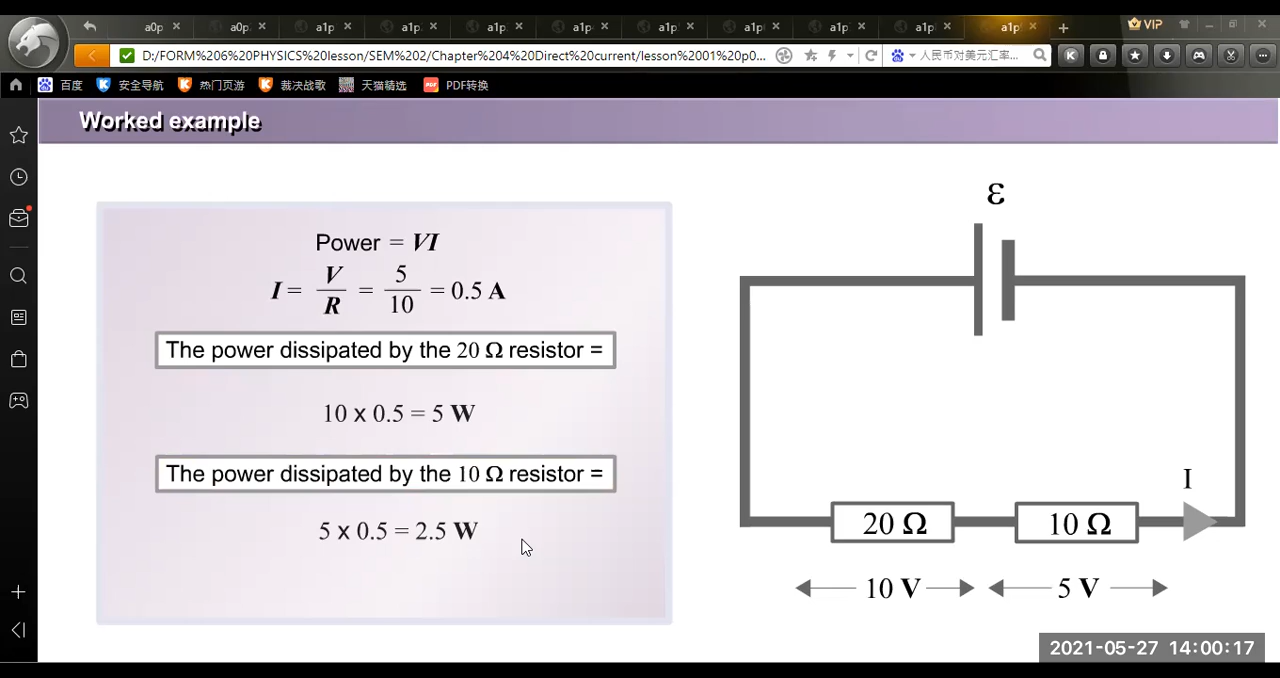 a0p a0p a1p a1p a1p a1p a1p a1p a1p a1p a1p VIP
D:/FORM%206%20PHYSICS%20lesson/SEM%202/Chapter%204%20Direct%20current/lesson%2001%20p0... 人民币对美元汇率...
百度 安全导航 热门页游 裁决战歌 天猫精选 PDF PDF转换
Worked example
Power = VI
I = V/R = 5/10 = 0.5 A
The power dissipated by the 20 Ω resistor =
10 x 0.5 = 5 W
The power dissipated by the 10 Ω resistor =
5 x 0.5 = 2.5 W
ε
I
20 Ω 10 Ω
10 V 5 V
2021-05-27 14:00:17